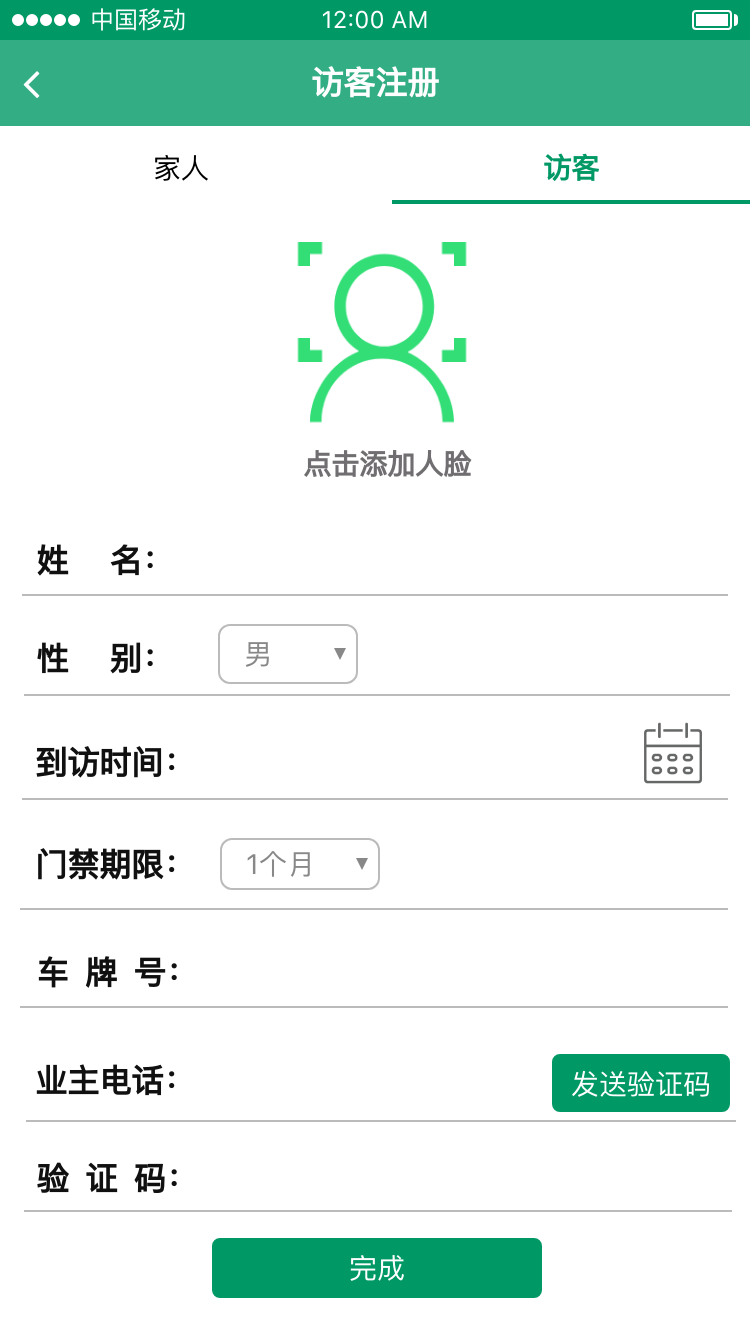 中国移动 12:00 AM
访客注册
家人 访客
点击添加人脸
姓 名：
性 别： 男
到访时间：
门禁期限： 1个月
车 牌 号：
业主电话： 发送验证码
验 证 码：
完成